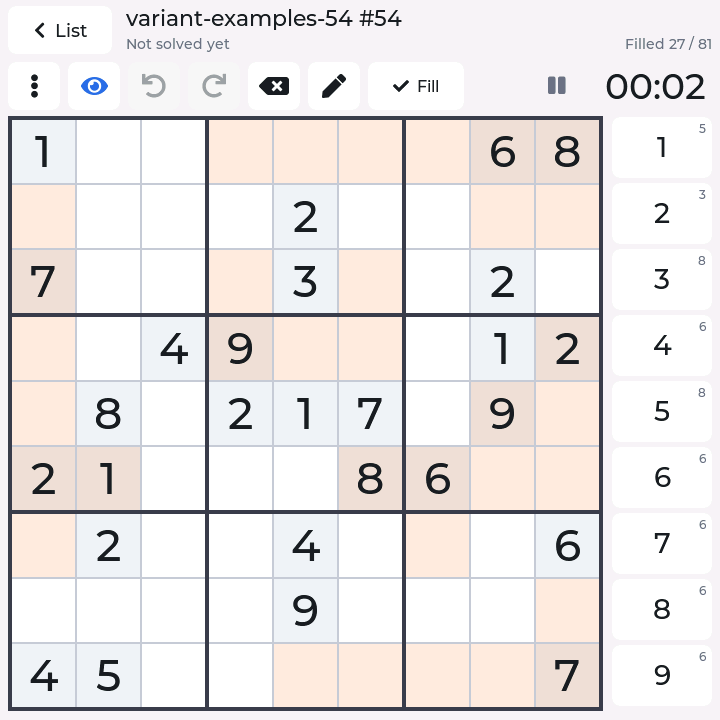 List
variant-examples-54 #54
Not solved yet
Filled 27 / 81
Fill
00:02
1 6 8
2
7 3 2
4 9 1 2
8 2 1 7 9
2 1 8 6
2 4 6
9
4 5 7
1 5
2 3
3 8
4 6
5 8
6 6
7 6
8 6
9 6